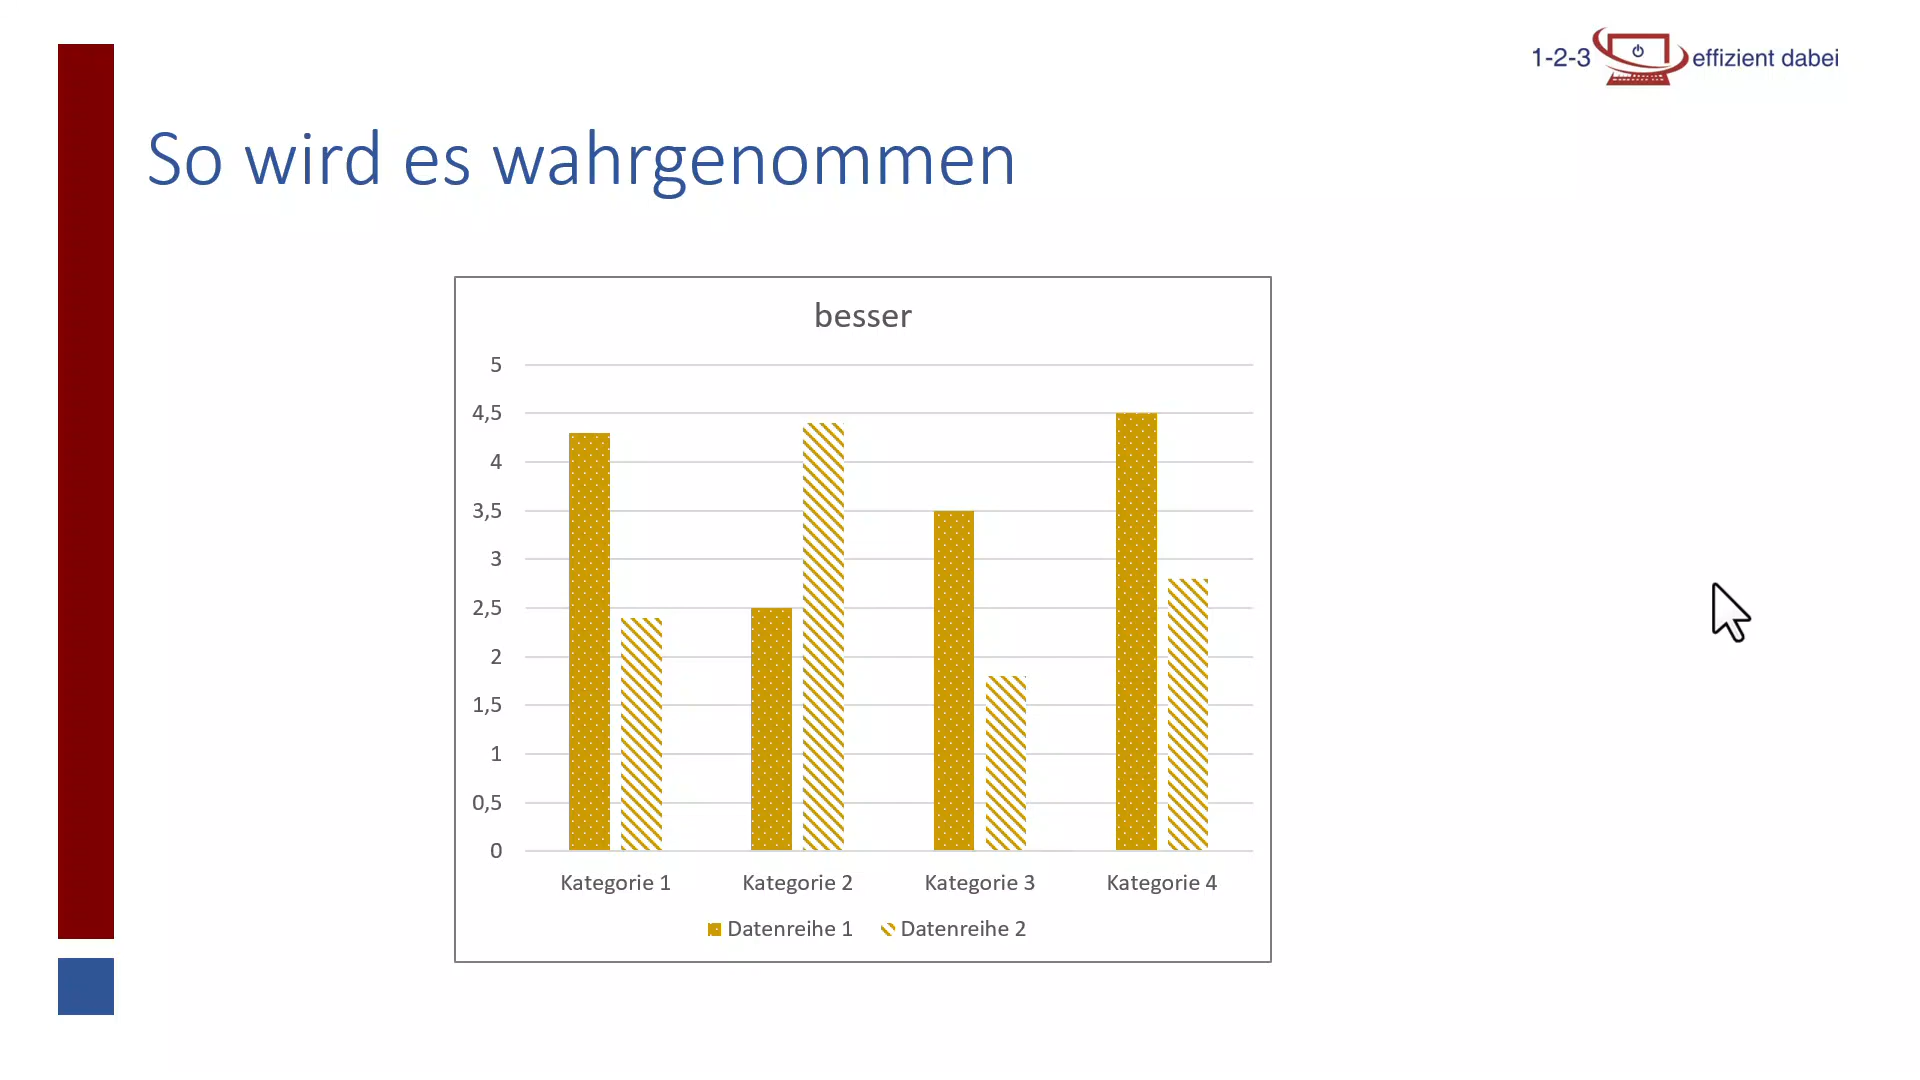 1-2-3 effizient dabei
So wird es wahrgenommen
besser
5
4,5
4
3,5
3
2,5
2
1,5
1
0,5
0
Kategorie 1 Kategorie 2 Kategorie 3 Kategorie 4
Datenreihe 1 Datenreihe 2